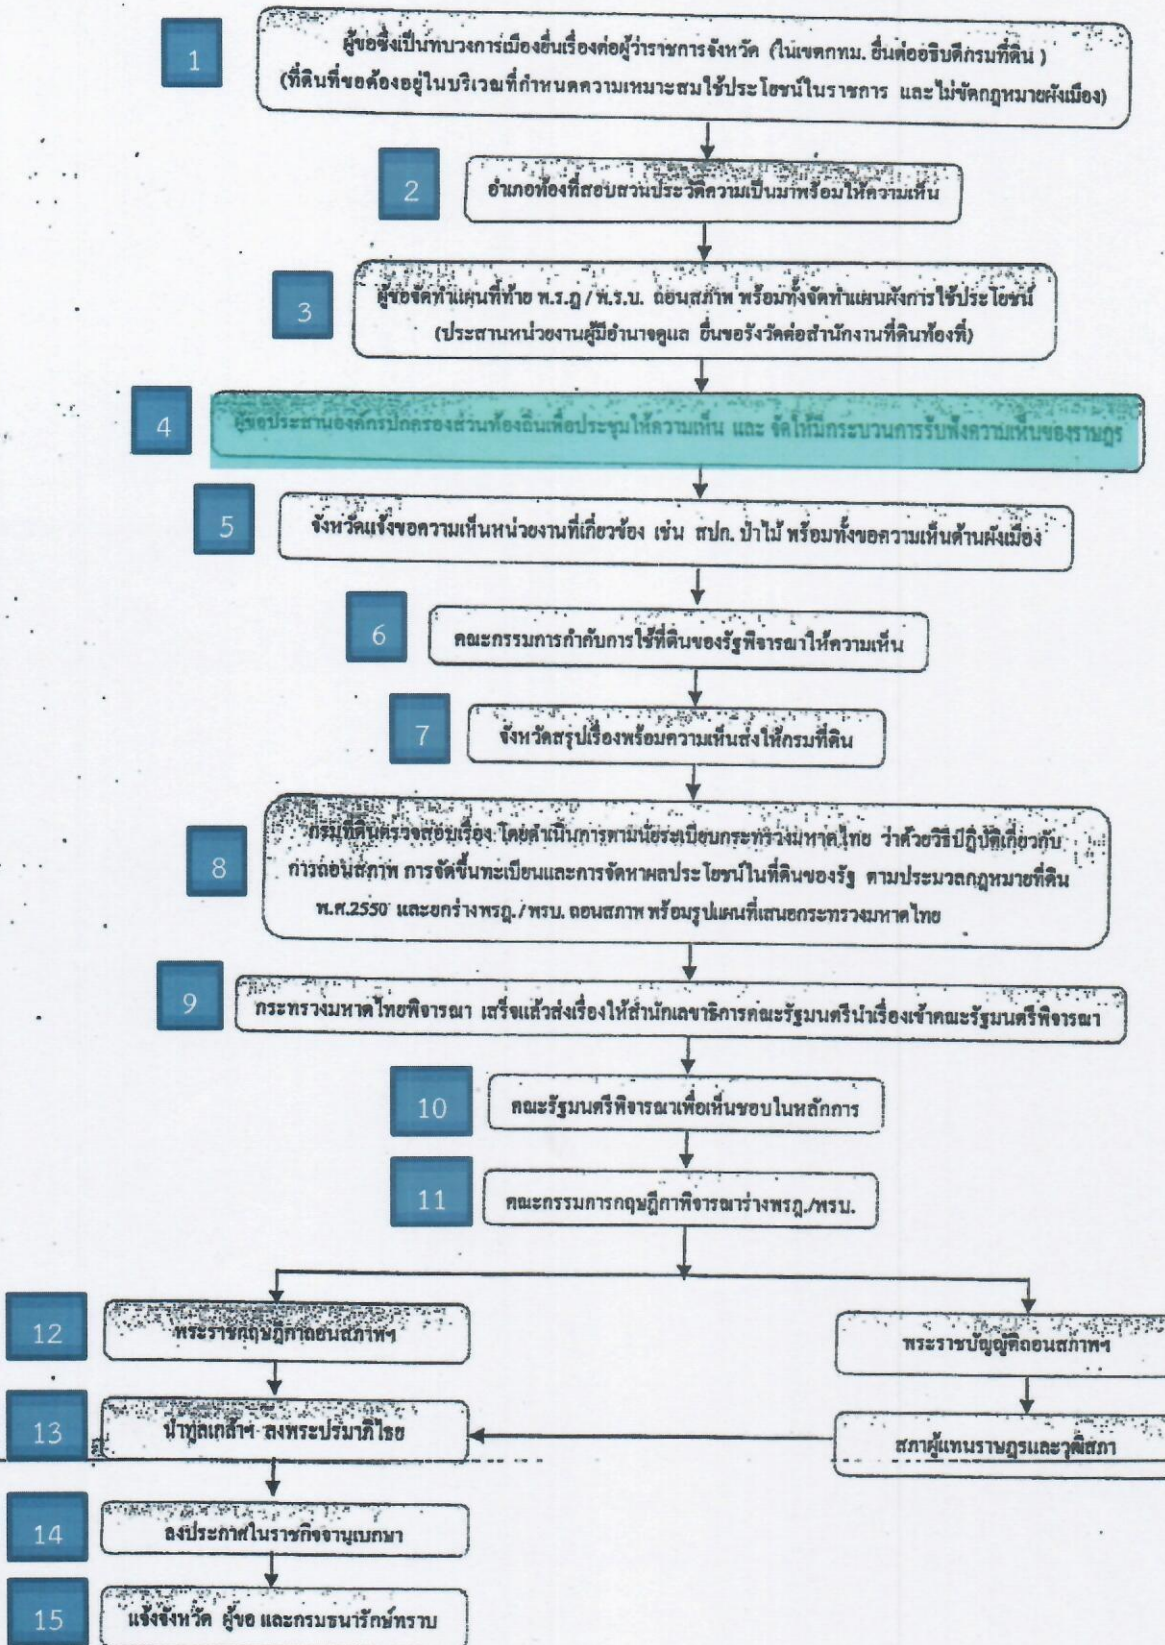 1
ผู้ขอซึ่งเป็นทบวงการเมืองยื่นเรื่องต่อผู้ว่าราชการจังหวัด (ในเขตกทม. ยื่นต่ออธิบดีกรมที่ดิน )
(ที่ดินที่ขอต้องอยู่ในบริเวณที่กำหนดความเหมาะสมใช้ประโยชน์ในราชการ และไม่ขัดกฎหมายผังเมือง)
2
อำเภอท้องที่สอบสวนประวัติความเป็นมาพร้อมให้ความเห็น
3
ผู้ขอจัดทำแผนที่ท้าย พ.ร.ฎ / พ.ร.บ. ถอนสภาพ พร้อมทั้งจัดทำแผนผังการใช้ประโยชน์
(ประสานหน่วยงานผู้มีอำนาจดูแล ยื่นขอรังวัดต่อสำนักงานที่ดินท้องที่)
4
ผู้ขอประสานองค์กรปกครองส่วนท้องถิ่นเพื่อประชุมให้ความเห็น และ จัดให้มีกระบวนการรับฟังความเห็นของราษฎร
5
จังหวัดแจ้งขอความเห็นหน่วยงานที่เกี่ยวข้อง เช่น สปก. ป่าไม้ พร้อมทั้งขอความเห็นด้านผังเมือง
6
คณะกรรมการกำกับการใช้ที่ดินของรัฐพิจารณาให้ความเห็น
7
จังหวัดสรุปเรื่องพร้อมความเห็นส่งให้กรมที่ดิน
8
กรมที่ดินตรวจสอบเรื่อง โดยดำเนินการตามนัยระเบียบกระทรวงมหาดไทย ว่าด้วยวิธีปฏิบัติเกี่ยวกับ
การถอนสภาพ การจัดขึ้นทะเบียนและการจัดหาผลประโยชน์ในที่ดินของรัฐ ตามประมวลกฎหมายที่ดิน
พ.ศ.2550 และยกร่างพรฎ./พรบ. ถอนสภาพ พร้อมรูปแผนที่เสนอกระทรวงมหาดไทย
9
กระทรวงมหาดไทยพิจารณา เสร็จแล้วส่งเรื่องให้สำนักเลขาธิการคณะรัฐมนตรีนำเรื่องเข้าคณะรัฐมนตรีพิจารณา
10
คณะรัฐมนตรีพิจารณาเพื่อเห็นชอบในหลักการ
11
คณะกรรมการกฤษฎีกาพิจารณาร่างพรฎ./พรบ.
12
พระราชกฤษฎีกาถอนสภาพฯ
พระราชบัญญัติถอนสภาพฯ
13
นำทูลเกล้าฯ ลงพระปรมาภิไธย
สภาผู้แทนราษฎรและวุฒิสภา
14
ลงประกาศในราชกิจจานุเบกษา
15
แจ้งจังหวัด ผู้ขอ และกรมธนารักษ์ทราบ